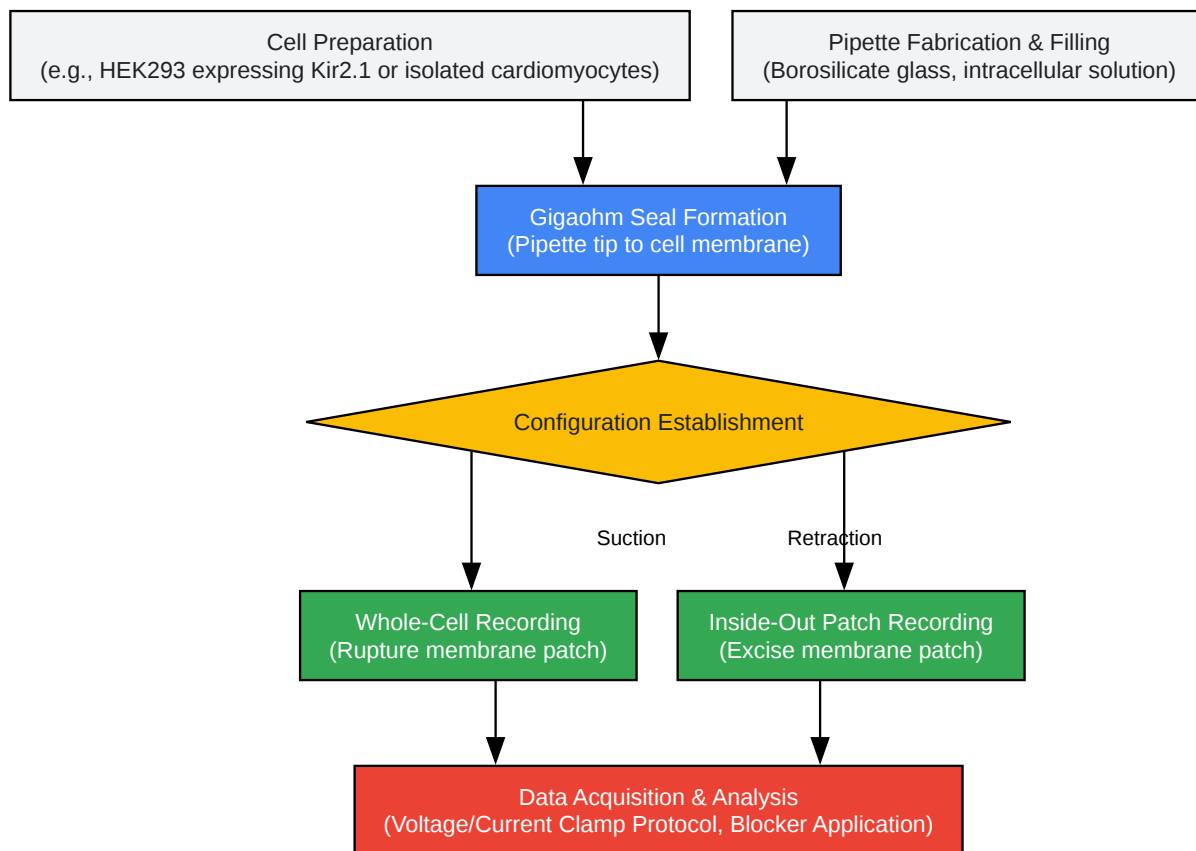 Cell Preparation
(e.g., HEK293 expressing Kir2.1 or isolated cardiomyocytes)
Pipette Fabrication & Filling
(Borosilicate glass, intracellular solution)
Gigaohm Seal Formation
(Pipette tip to cell membrane)
Configuration Establishment
Suction
Retraction
Whole-Cell Recording
(Rupture membrane patch)
Inside-Out Patch Recording
(Excise membrane patch)
Data Acquisition & Analysis
(Voltage/Current Clamp Protocol, Blocker Application)